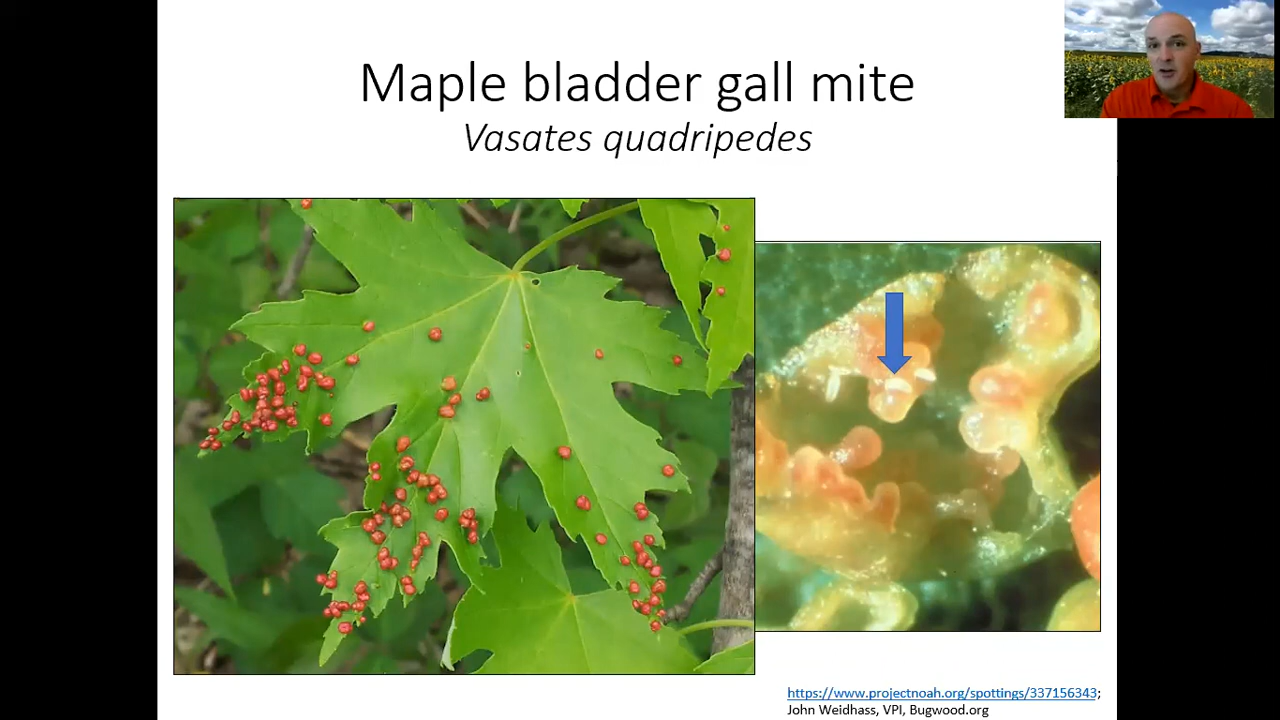 Maple bladder gall mite
Vasates quadripedes
https://www.projectnoah.org/spottings/337156343;
John Weidhass, VPI, Bugwood.org